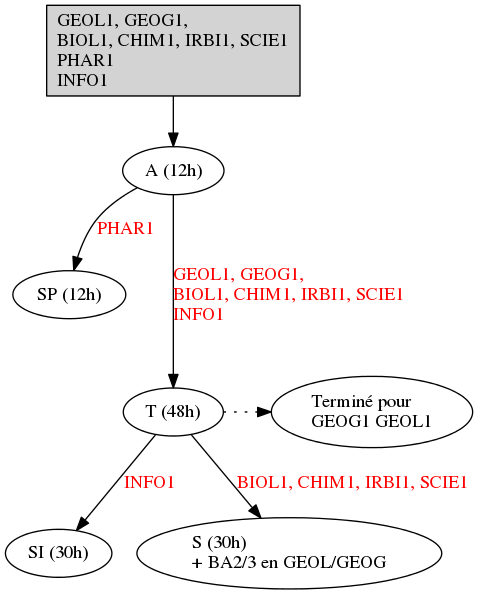 GEOL1, GEOG1,
BIOL1, CHIM1, IRBI1, SCIE1
PHAR1
INFO1
A (12h)
PHAR1
SP (12h)
GEOL1, GEOG1,
BIOL1, CHIM1, IRBI1, SCIE1
INFO1
T (48h)
Terminé pour
GEOG1 GEOL1
INFO1
BIOL1, CHIM1, IRBI1, SCIE1
SI (30h)
S (30h)
+ BA2/3 en GEOL/GEOG